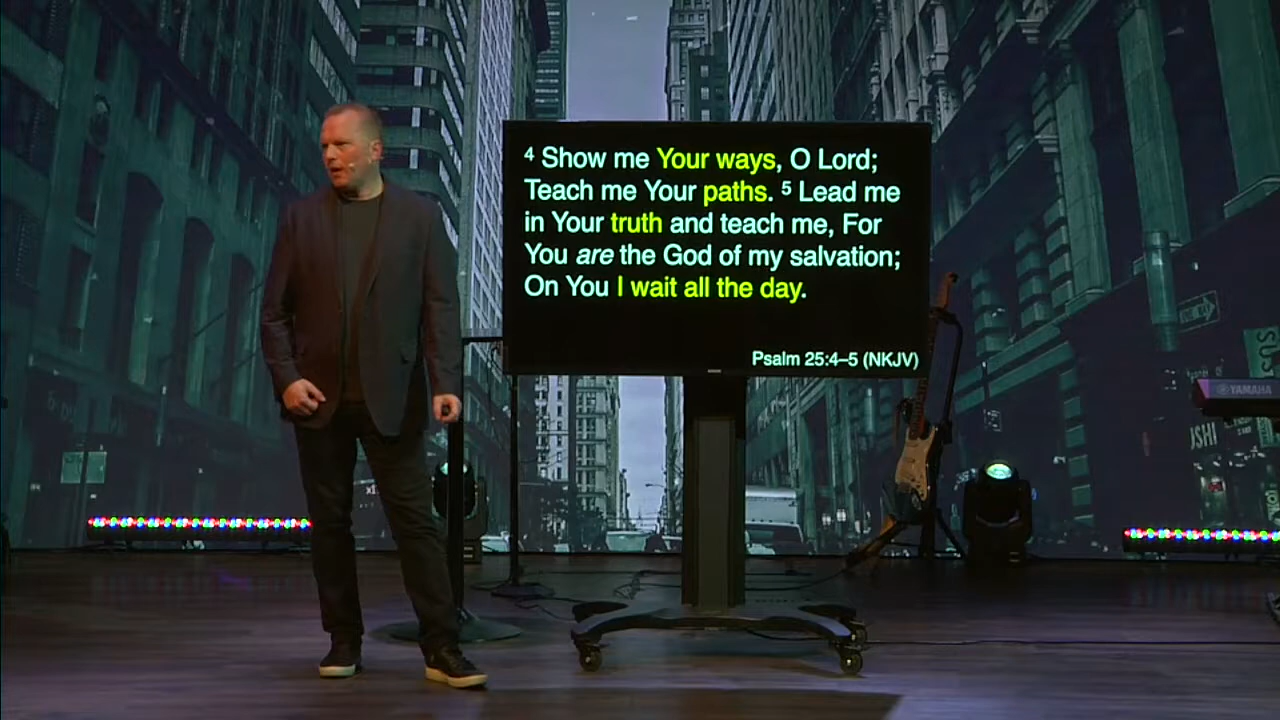 ⁴ Show me Your ways, O Lord;
Teach me Your paths. ⁵ Lead me
in Your truth and teach me, For
You are the God of my salvation;
On You I wait all the day.
Psalm 25:4–5 (NKJV)
YAMAHA